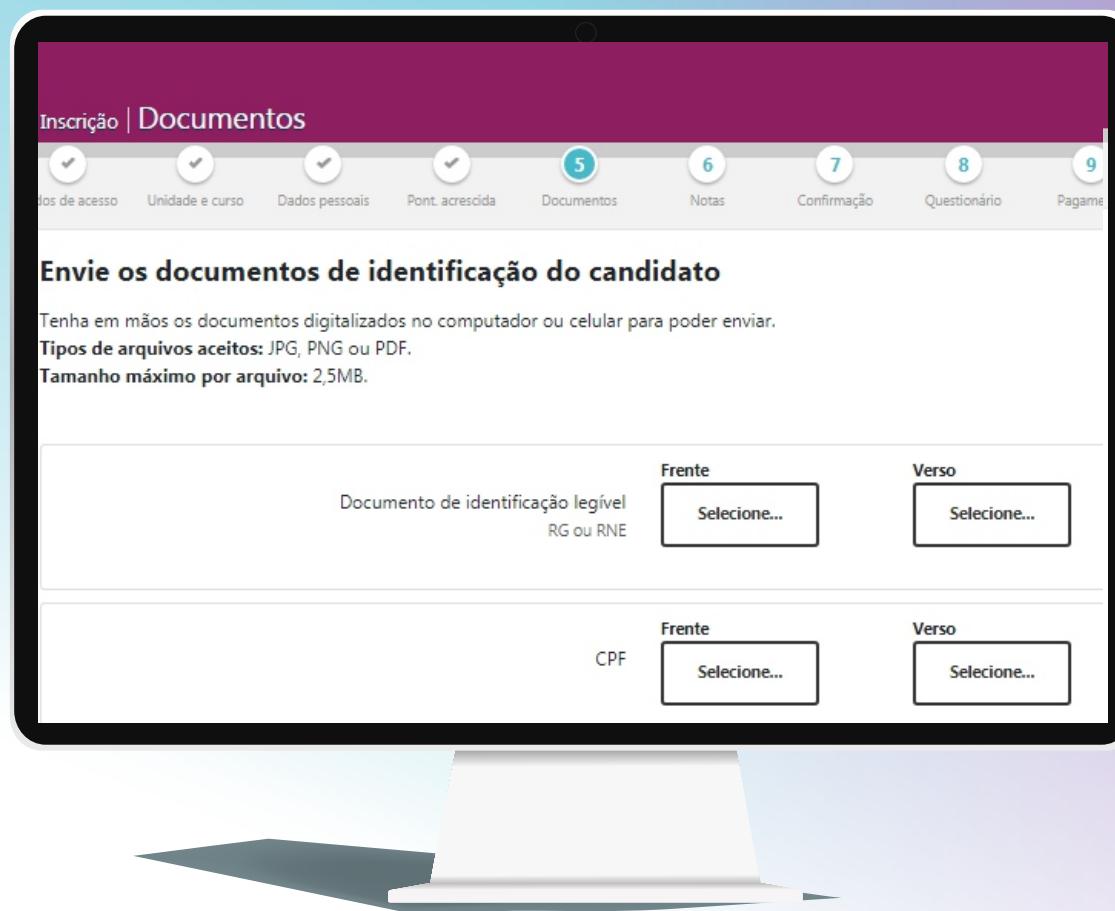 Inscrição | Documentos
5 6 7 8 9
dos de acesso Unidade e curso Dados pessoais Pont. acrescida Documentos Notas Confirmação Questionário Pagame
Envie os documentos de identificação do candidato
Tenha em mãos os documentos digitalizados no computador ou celular para poder enviar.
Tipos de arquivos aceitos: JPG, PNG ou PDF.
Tamanho máximo por arquivo: 2,5MB.
Frente Verso
Documento de identificação legível Selecione... Selecione...
RG ou RNE
Frente Verso
CPF Selecione... Selecione...